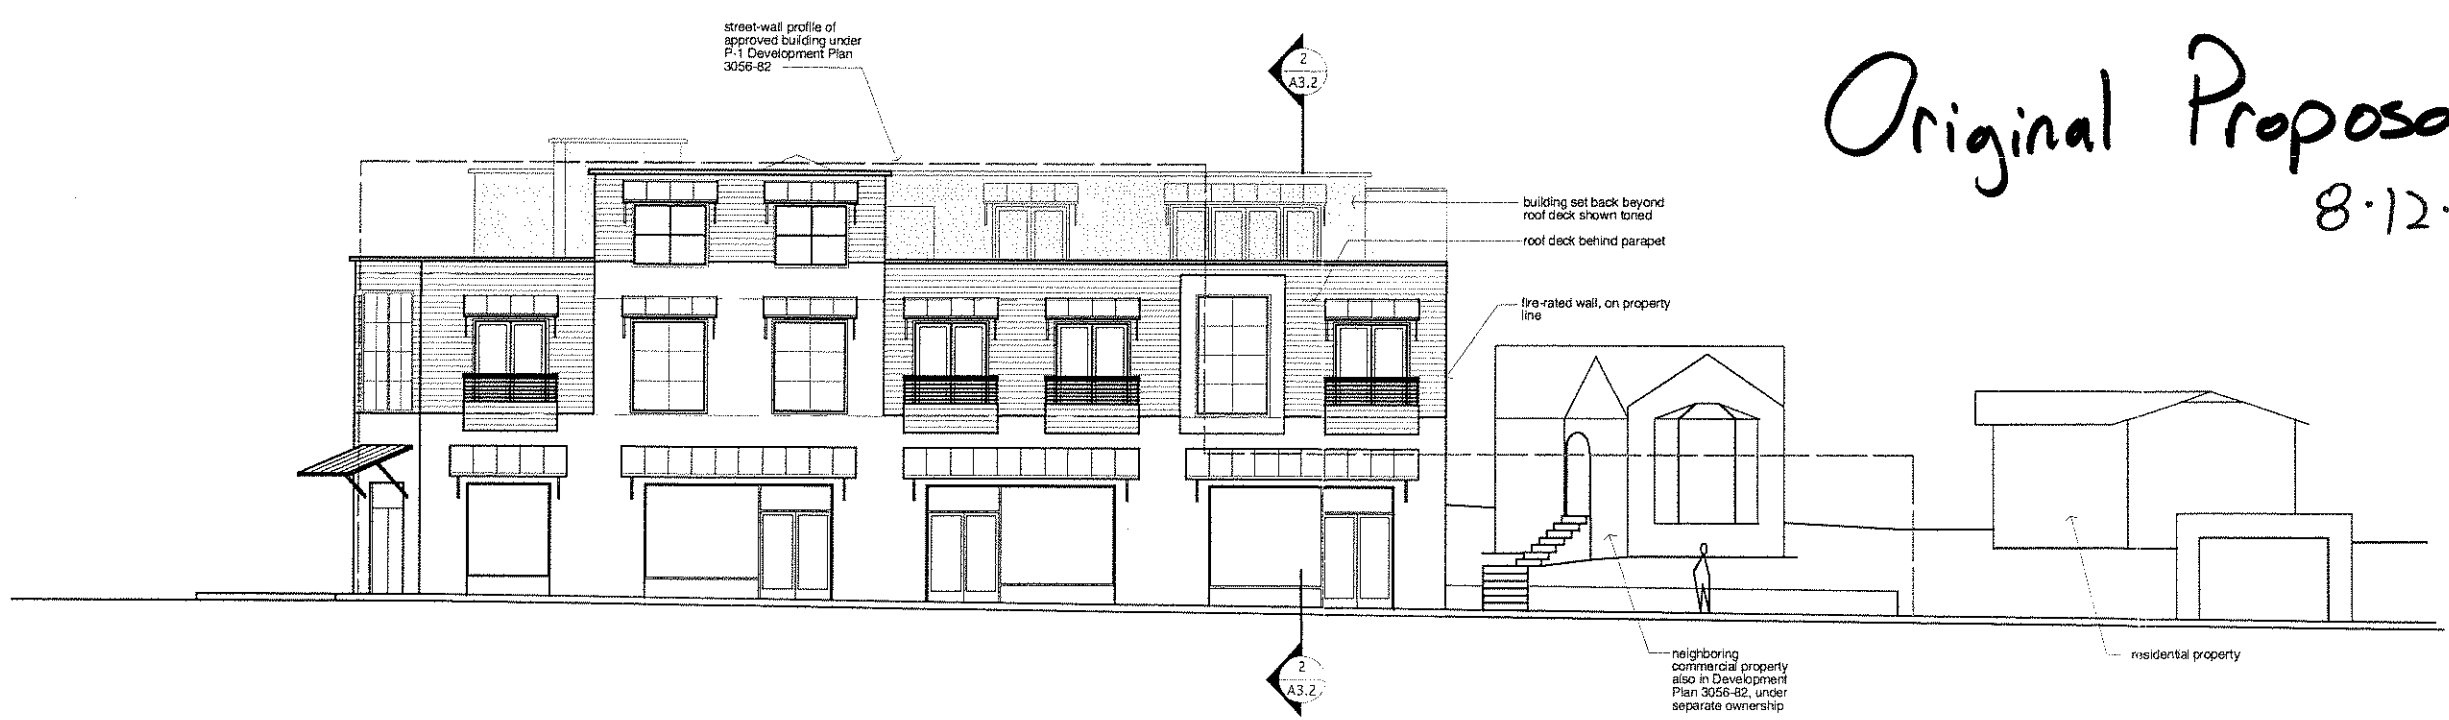 street-wall profile of
approved building under
P-1 Development Plan
3056-82
2
A3.2
Original Proposa
8·12·
building set back beyond
roof deck shown toned
roof deck behind parapet
fire-rated wall, on property
line
neighboring
commercial property
also in Development
Plan 3056-82, under
separate ownership
residential property
2
A3.2